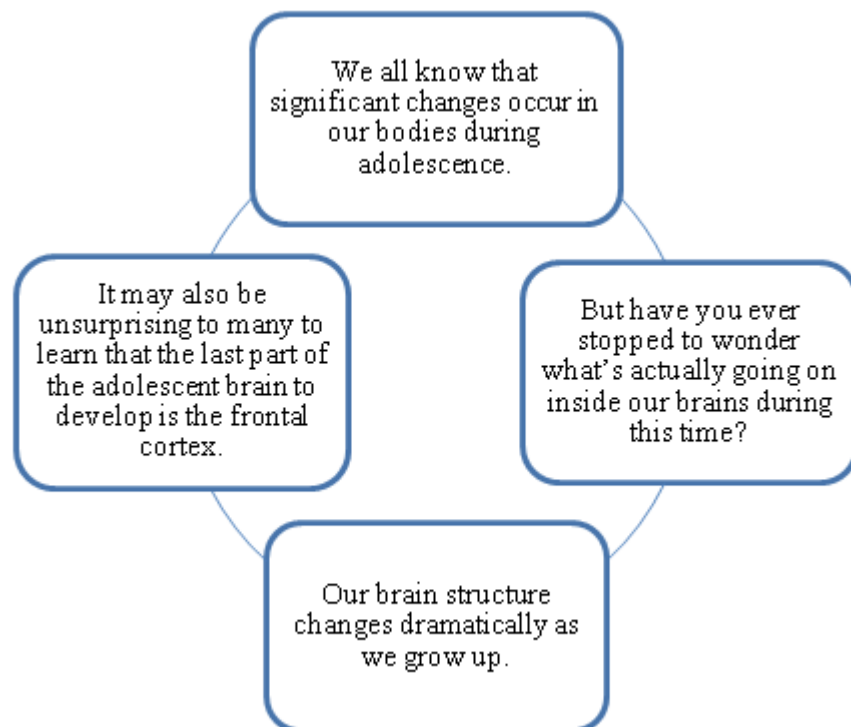 We all know that
significant changes occur in
our bodies during
adolescence.
But have you ever
stopped to wonder
what's actually going on
inside our brains during
this time?
Our brain structure
changes dramatically as
we grow up.
It may also be
unsurprising to many to
learn that the last part of
the adolescent brain to
develop is the frontal
cortex.